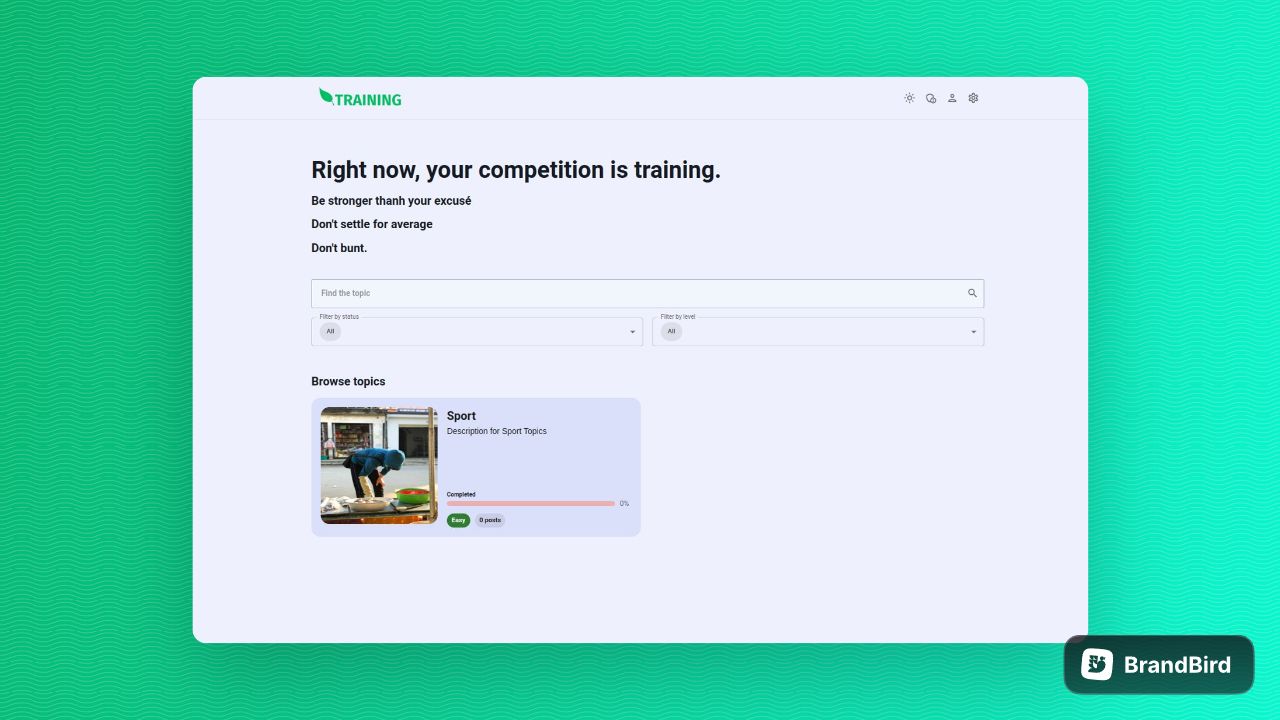 TRAINING
Right now, your competition is training.
Be stronger thanh your excusé
Don't settle for average
Don't bunt.
Find the topic
Filter by status
Filter by level
All
All
Browse topics
Sport
Description for Sport Topics
Completed
0%
Easy
0 posts
BrandBird